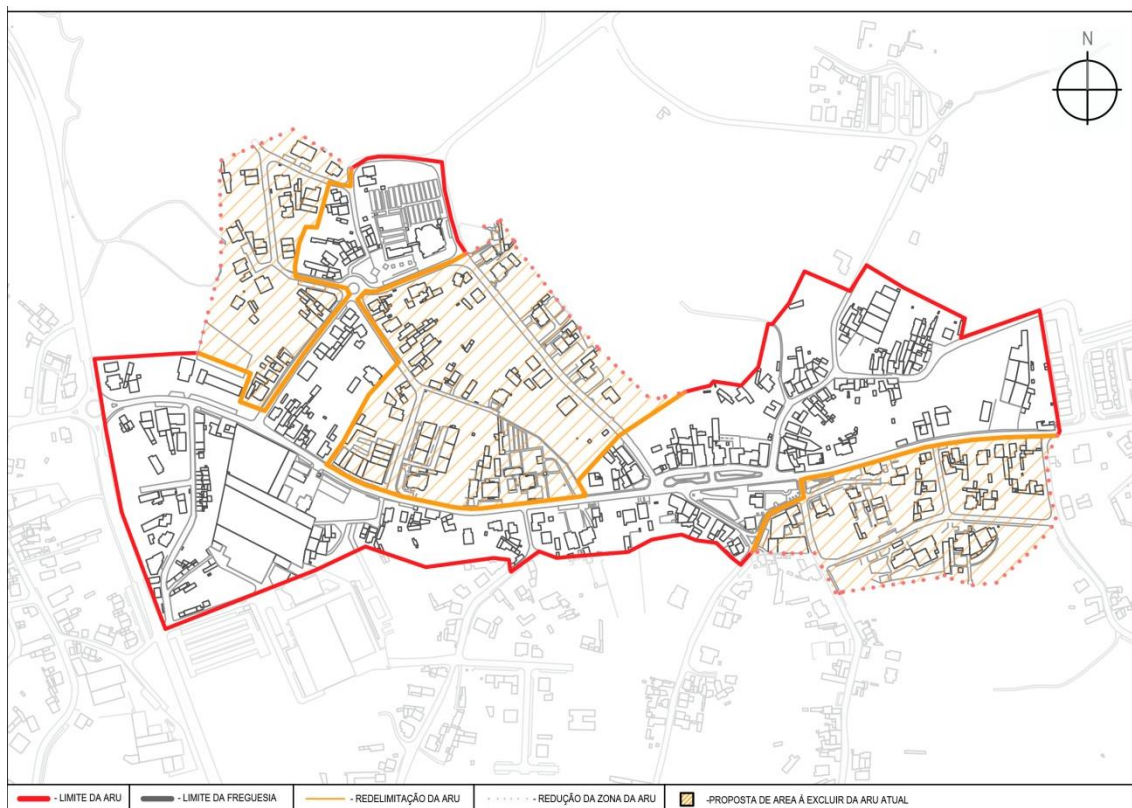 N
- LIMITE DA ARU
- LIMITE DA FREGUESIA
- REDELIMITAÇÃO DA ARU
- REDUÇÃO DA ZONA DA ARU
-PROPOSTA DE AREA Á EXCLUIR DA ARU ATUAL